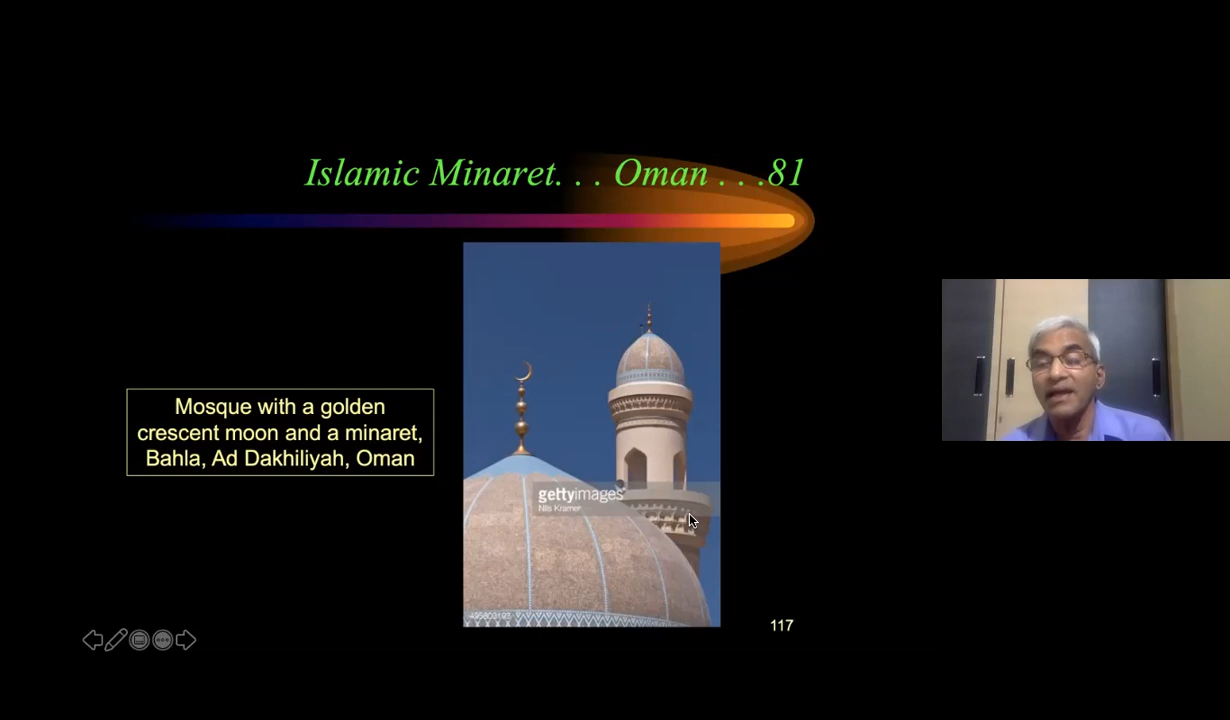 Islamic Minaret. . . Oman . . .81
Mosque with a golden
crescent moon and a minaret,
Bahla, Ad Dakhiliyah, Oman
gettyimages
Nils Kramer
117